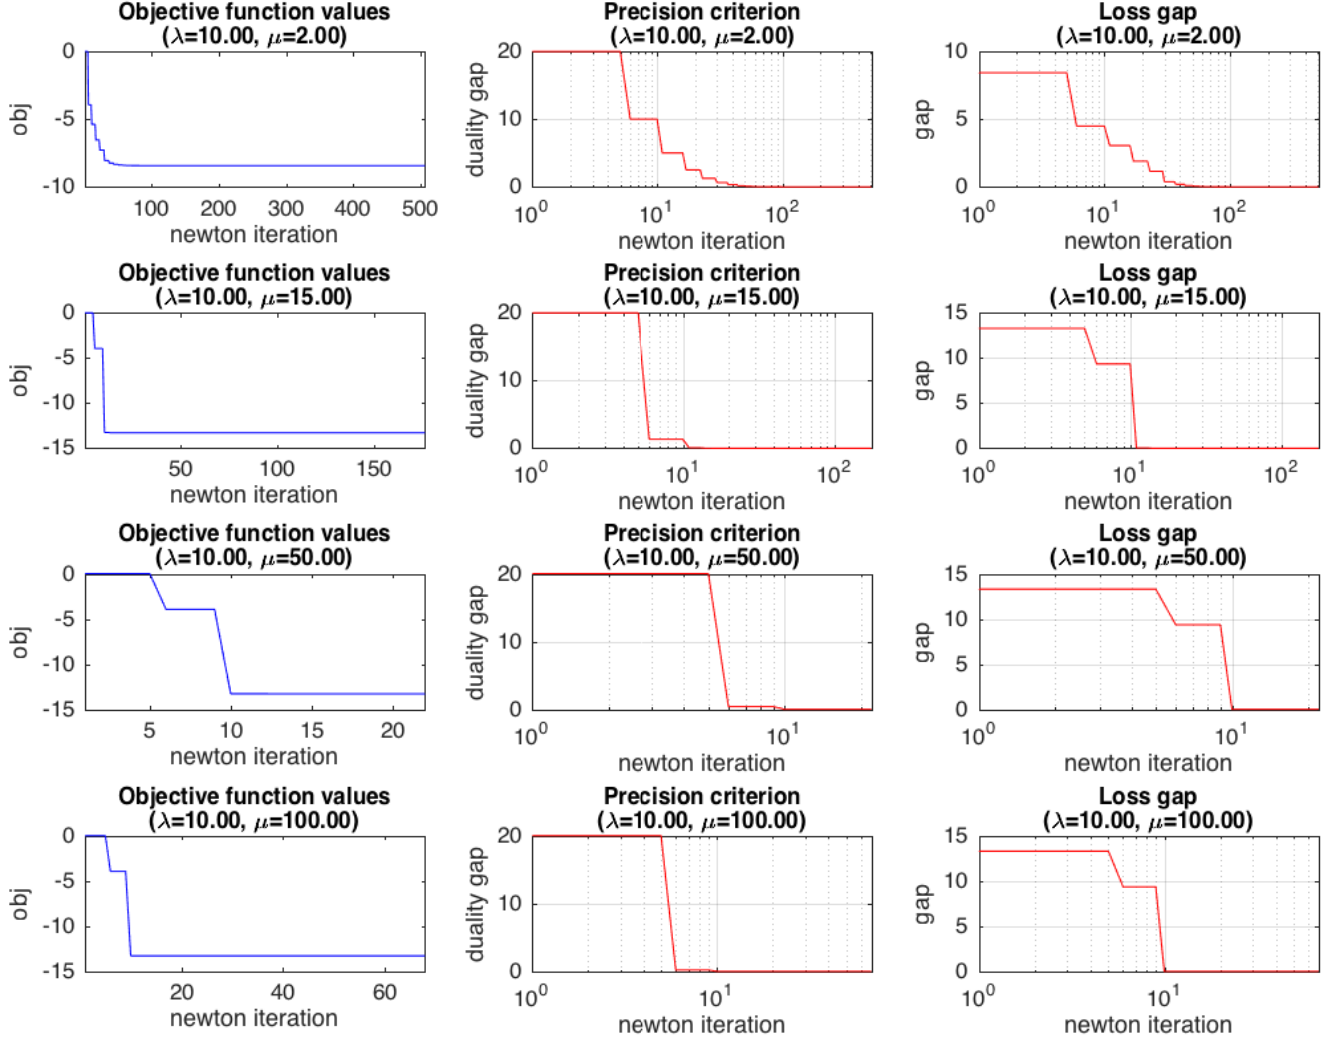 Objective function values
(λ=10.00, μ=2.00)
Precision criterion
(λ=10.00, μ=2.00)
Loss gap
(λ=10.00, μ=2.00)
obj
0
-5
-10
100 200 300 400 500
newton iteration
duality gap
20
10
0
10^0 10^1 10^2
newton iteration
gap
10
5
0
10^0 10^1 10^2
newton iteration
Objective function values
(λ=10.00, μ=15.00)
Precision criterion
(λ=10.00, μ=15.00)
Loss gap
(λ=10.00, μ=15.00)
obj
0
-5
-10
-15
50 100 150
newton iteration
duality gap
20
10
0
10^0 10^1 10^2
newton iteration
gap
15
10
5
0
10^0 10^1 10^2
newton iteration
Objective function values
(λ=10.00, μ=50.00)
Precision criterion
(λ=10.00, μ=50.00)
Loss gap
(λ=10.00, μ=50.00)
obj
0
-5
-10
-15
5 10 15 20
newton iteration
duality gap
20
10
0
10^0 10^1
newton iteration
gap
15
10
5
0
10^0 10^1
newton iteration
Objective function values
(λ=10.00, μ=100.00)
Precision criterion
(λ=10.00, μ=100.00)
Loss gap
(λ=10.00, μ=100.00)
obj
0
-5
-10
-15
20 40 60
newton iteration
duality gap
20
10
0
10^0 10^1
newton iteration
gap
15
10
5
0
10^0 10^1
newton iteration